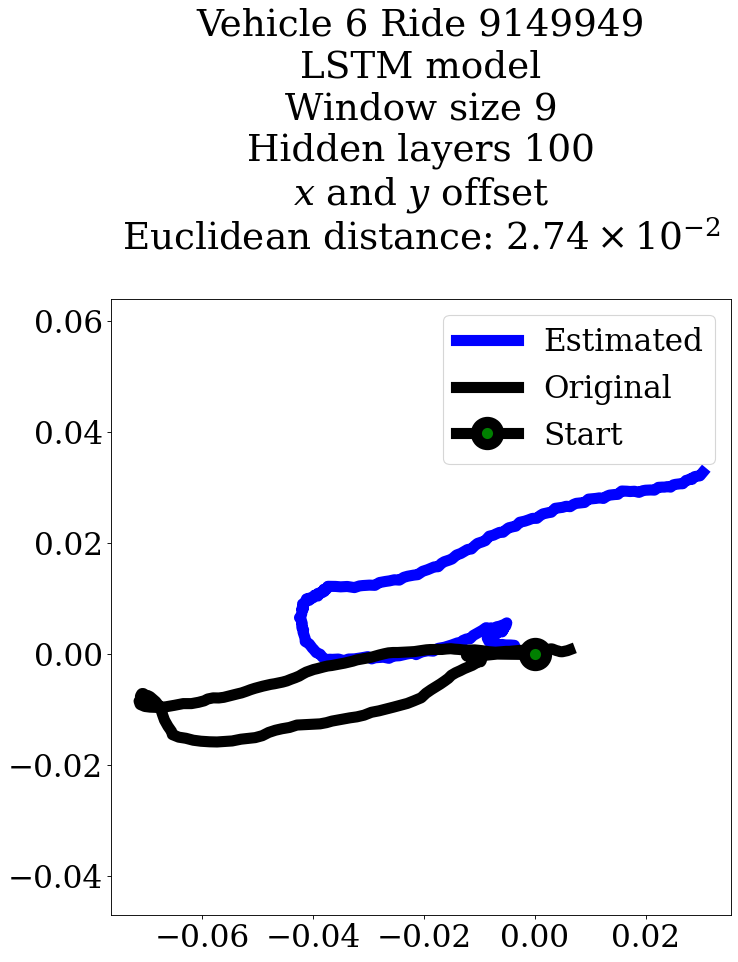 Vehicle 6 Ride 9149949
LSTM model
Window size 9
Hidden layers 100
x and y offset
Euclidean distance: 2.74 × 10⁻²
Estimated
Original
Start
0.06
0.04
0.02
0.00
−0.02
−0.04
−0.06 −0.04 −0.02 0.00 0.02